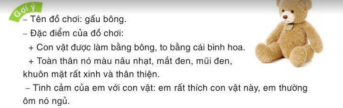 Gợi ý
– Tên đồ chơi: gấu bông.
– Đặc điểm của đồ chơi:
+ Con vật được làm bằng bông, to bằng cái bình hoa.
+ Toàn thân nó màu nâu nhạt, mắt đen, mũi đen,
khuôn mặt rất xinh và thân thiện.
– Tình cảm của em với con vật: em rất thích con vật này, em thường
ôm nó ngủ.